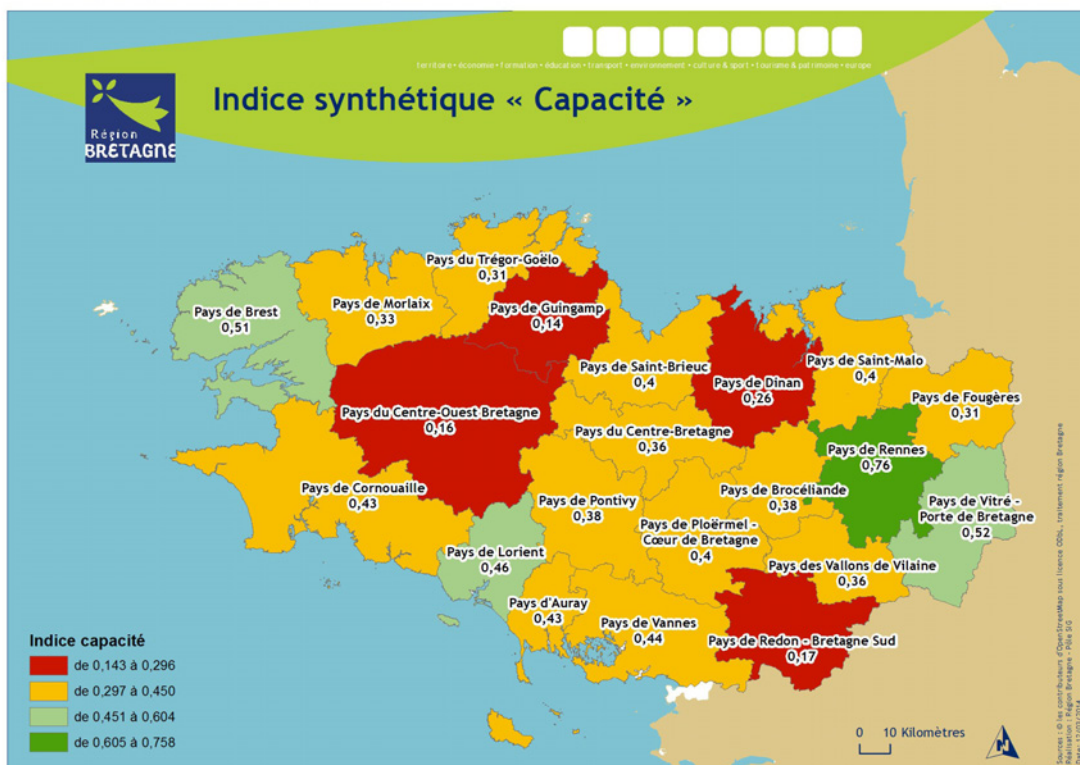 territoire • économie • formation • éducation • transport • environnement • culture & sport • tourisme & patrimoine • europe
Région
BRETAGNE
Indice synthétique « Capacité »
Pays du Trégor-Goëlo
0,31
Pays de Brest
0,51
Pays de Morlaix
0,33
Pays de Guingamp
0,14
Pays de Saint-Brieuc
0,4
Pays de Dinan
0,26
Pays de Saint-Malo
0,4
Pays de Fougères
0,31
Pays du Centre-Ouest Bretagne
0,16
Pays du Centre-Bretagne
0,36
Pays de Rennes
0,76
Pays de Cornouaille
0,43
Pays de Pontivy
0,38
Pays de Brocéliande
0,38
Pays de Vitré -
Porte de Bretagne
0,52
Pays de Ploërmel -
Cœur de Bretagne
0,4
Pays de Lorient
0,46
Pays des Vallons de Vilaine
0,36
Pays d'Auray
0,43
Pays de Vannes
0,44
Pays de Redon - Bretagne Sud
0,17
Indice capacité
de 0,143 à 0,296
de 0,297 à 0,450
de 0,451 à 0,604
de 0,605 à 0,758
0 10 Kilomètres
N
Sources : © les contributeurs d'OpenStreetMap sous licence ODbL, traitement région Bretagne
Réalisation : Région Bretagne - Pôle SIG